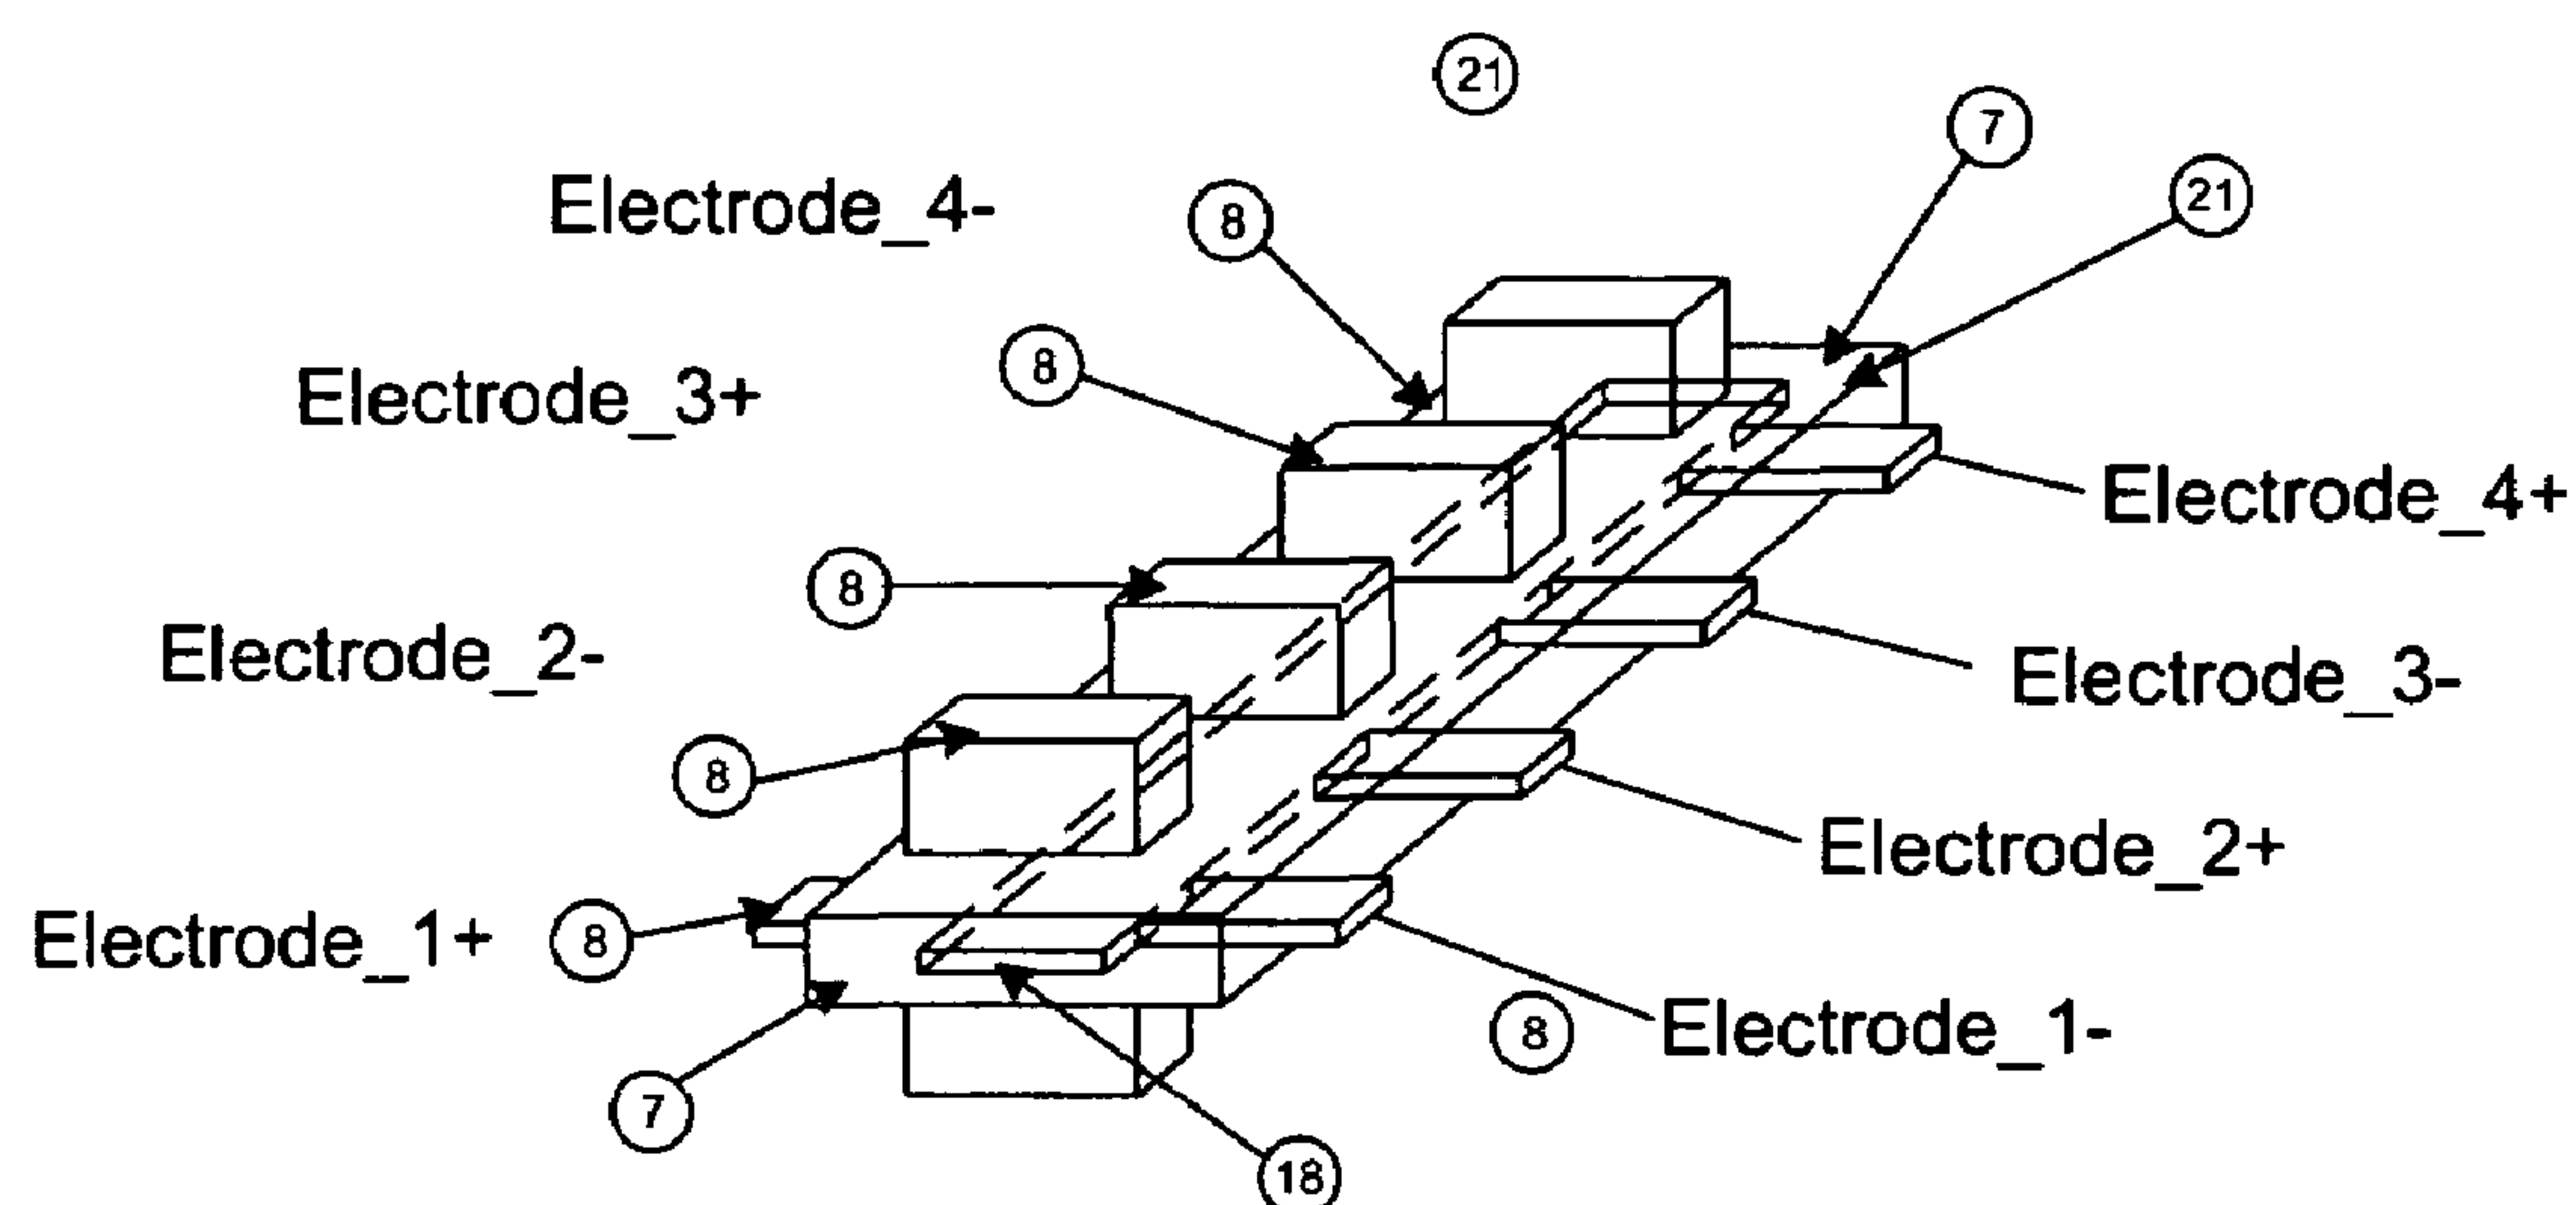 21
7
Electrode_4-
8
21
Electrode_3+
8
Electrode_4+
8
Electrode_2-
Electrode_3-
8
Electrode_2+
Electrode_1+
8
8
Electrode_1-
7
18